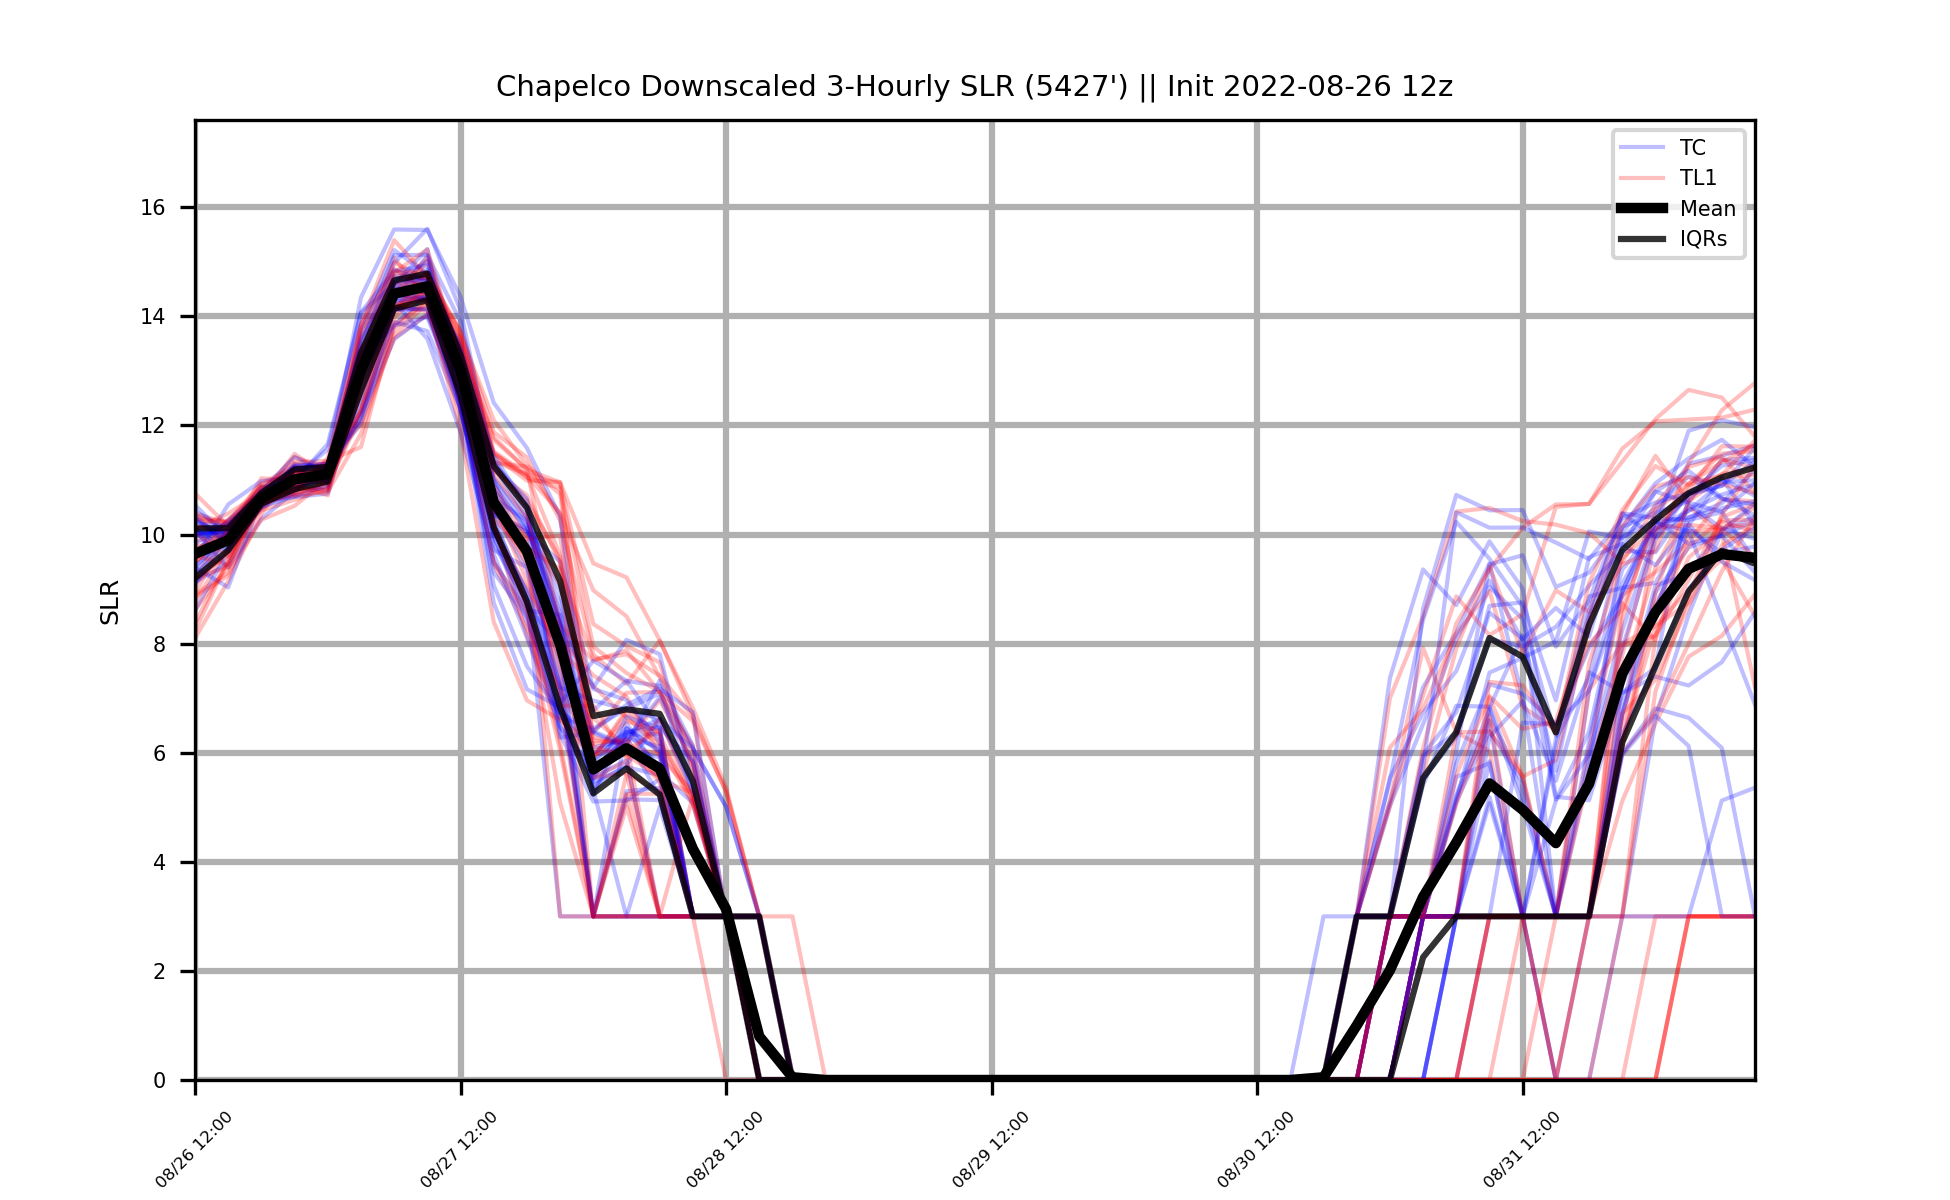 Chapelco Downscaled 3-Hourly SLR (5427') || Init 2022-08-26 12z
TC
TL1
Mean
IQRs
SLR
16
14
12
10
8
6
4
2
0
08/26 12:00
08/27 12:00
08/28 12:00
08/29 12:00
08/30 12:00
08/31 12:00